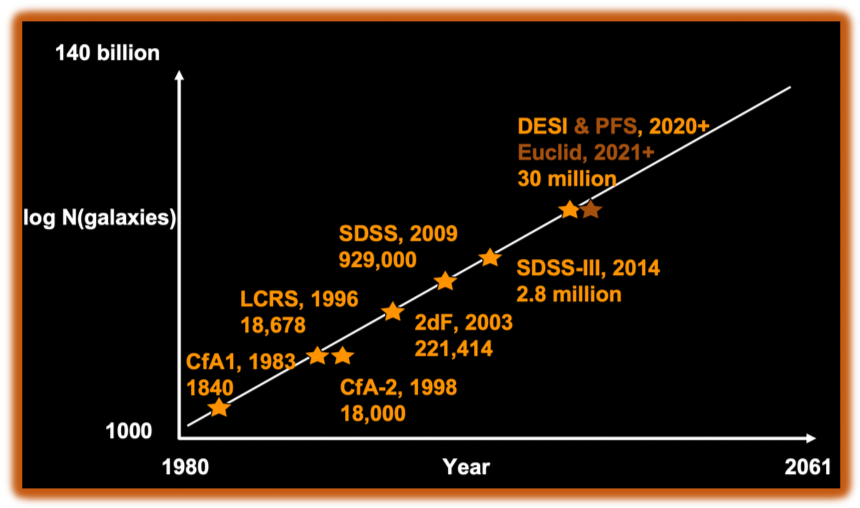 140 billion
DESI & PFS, 2020+
Euclid, 2021+
30 million
log N(galaxies)
SDSS, 2009
929,000
SDSS-III, 2014
2.8 million
LCRS, 1996
18,678
2dF, 2003
221,414
CfA1, 1983
1840
CfA-2, 1998
18,000
1000
1980
Year
2061